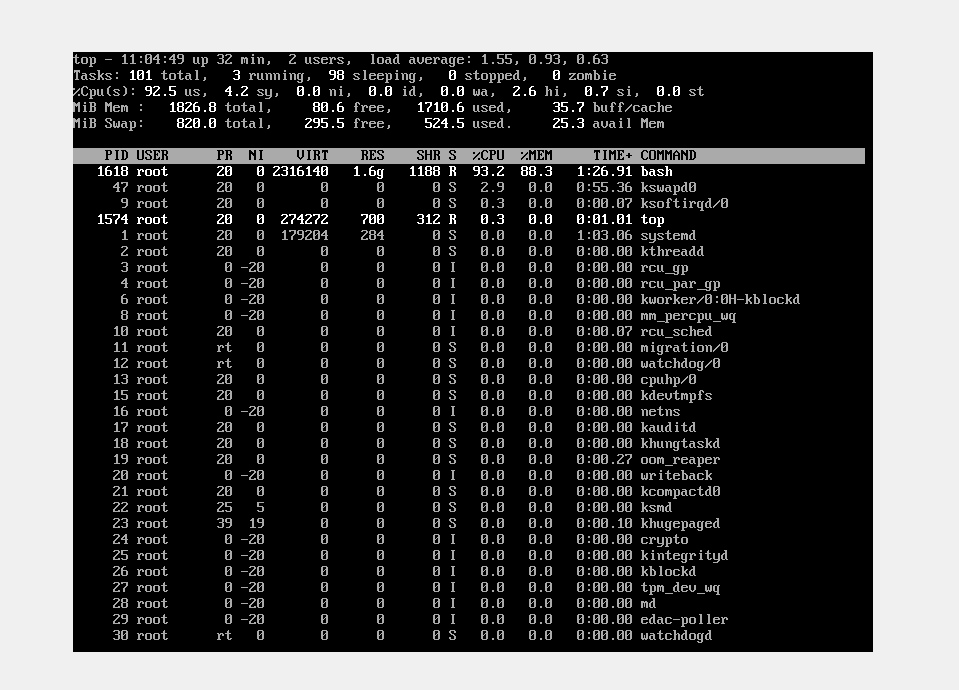 top - 11:04:49 up 32 min,  2 users,  load average: 1.55, 0.93, 0.63
Tasks: 101 total,   3 running,  98 sleeping,   0 stopped,   0 zombie
%Cpu(s): 92.5 us,  4.2 sy,  0.0 ni,  0.0 id,  0.0 wa,  2.6 hi,  0.7 si,  0.0 st
MiB Mem :   1826.8 total,     80.6 free,   1710.6 used,     35.7 buff/cache
MiB Swap:    820.0 total,    295.5 free,    524.5 used.     25.3 avail Mem
PID USER      PR  NI    VIRT    RES    SHR S  %CPU  %MEM     TIME+ COMMAND
1618 root      20   0 2316140   1.6g   1188 R  93.2  88.3   1:26.91 bash
47 root      20   0       0      0      0 S   2.9   0.0   0:55.36 kswapd0
9 root      20   0       0      0      0 S   0.3   0.0   0:00.07 ksoftirqd/0
1574 root      20   0  274272    700    312 R   0.3   0.0   0:01.01 top
1 root      20   0  179204    284      0 S   0.0   0.0   1:03.06 systemd
2 root      20   0       0      0      0 S   0.0   0.0   0:00.00 kthreadd
3 root       0 -20       0      0      0 I   0.0   0.0   0:00.00 rcu_gp
4 root       0 -20       0      0      0 I   0.0   0.0   0:00.00 rcu_par_gp
6 root       0 -20       0      0      0 I   0.0   0.0   0:00.00 kworker/0:0H-kblockd
8 root       0 -20       0      0      0 I   0.0   0.0   0:00.00 mm_percpu_wq
10 root      20   0       0      0      0 I   0.0   0.0   0:00.07 rcu_sched
11 root      rt   0       0      0      0 S   0.0   0.0   0:00.00 migration/0
12 root      rt   0       0      0      0 S   0.0   0.0   0:00.00 watchdog/0
13 root      20   0       0      0      0 S   0.0   0.0   0:00.00 cpuhp/0
15 root      20   0       0      0      0 S   0.0   0.0   0:00.00 kdevtmpfs
16 root       0 -20       0      0      0 I   0.0   0.0   0:00.00 netns
17 root      20   0       0      0      0 S   0.0   0.0   0:00.00 kauditd
18 root      20   0       0      0      0 S   0.0   0.0   0:00.00 khungtaskd
19 root      20   0       0      0      0 S   0.0   0.0   0:00.27 oom_reaper
20 root       0 -20       0      0      0 I   0.0   0.0   0:00.00 writeback
21 root      20   0       0      0      0 S   0.0   0.0   0:00.00 kcompactd0
22 root      25   5       0      0      0 S   0.0   0.0   0:00.00 ksmd
23 root      39  19       0      0      0 S   0.0   0.0   0:00.10 khugepaged
24 root       0 -20       0      0      0 I   0.0   0.0   0:00.00 crypto
25 root       0 -20       0      0      0 I   0.0   0.0   0:00.00 kintegrityd
26 root       0 -20       0      0      0 I   0.0   0.0   0:00.00 kblockd
27 root       0 -20       0      0      0 I   0.0   0.0   0:00.00 tpm_dev_wq
28 root       0 -20       0      0      0 I   0.0   0.0   0:00.00 md
29 root       0 -20       0      0      0 I   0.0   0.0   0:00.00 edac-poller
30 root      rt   0       0      0      0 S   0.0   0.0   0:00.00 watchdogd